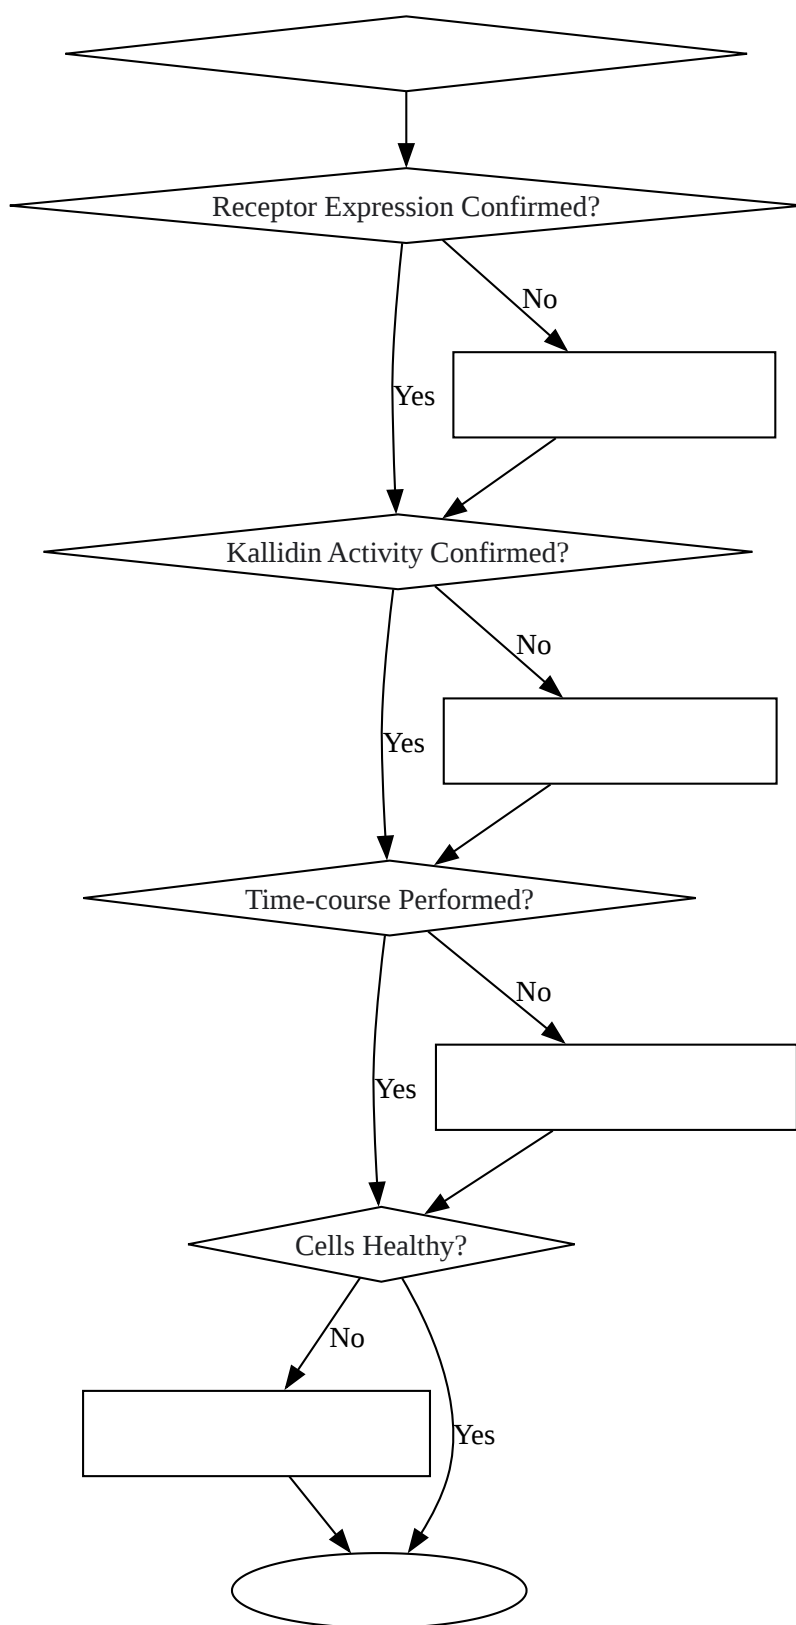 Receptor Expression Confirmed?
No
Yes
Kallidin Activity Confirmed?
No
Yes
Time-course Performed?
No
Yes
Cells Healthy?
No
Yes